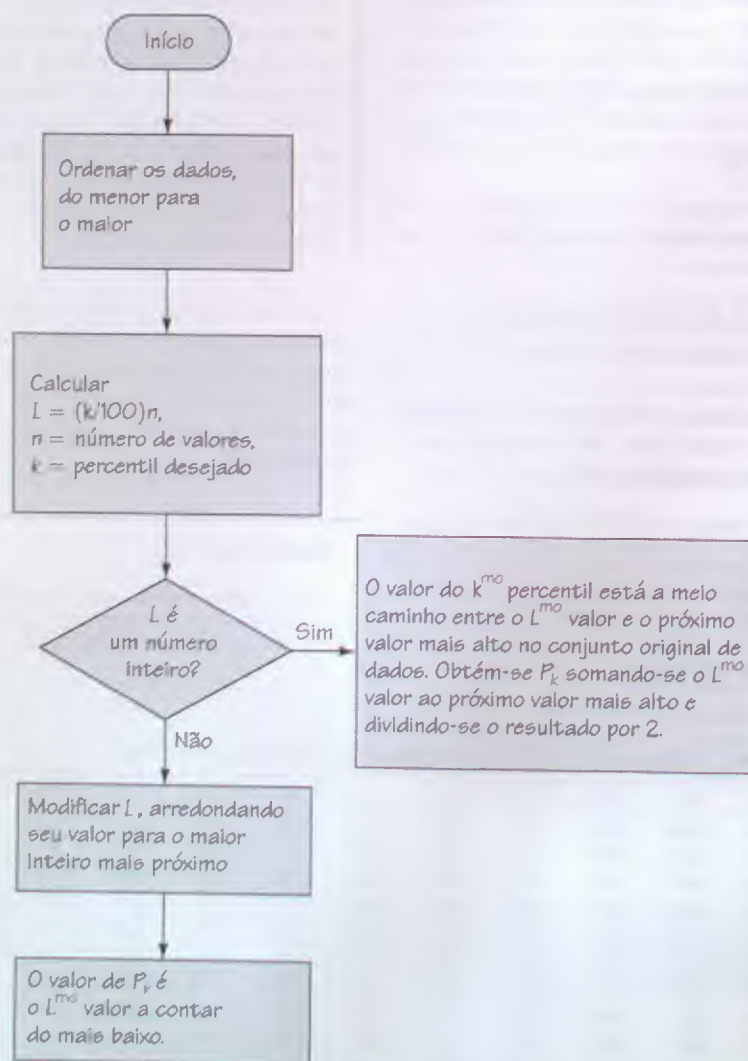 Início
Ordenar os dados,
do menor para
o maior
Calcular
L = (k/100)n,
n = número de valores,
k = percentil desejado
L é
um número
inteiro?
Sim
O valor do k^mo percentil está a meio
caminho entre o L^mo valor e o próximo
valor mais alto no conjunto original de
dados. Obtém-se P_k somando-se o L^mo
valor ao próximo valor mais alto e
dividindo-se o resultado por 2.
Não
Modificar L, arredondando
seu valor para o maior
inteiro mais próximo
O valor de P_k é
o L^mo valor a contar
do mais baixo.